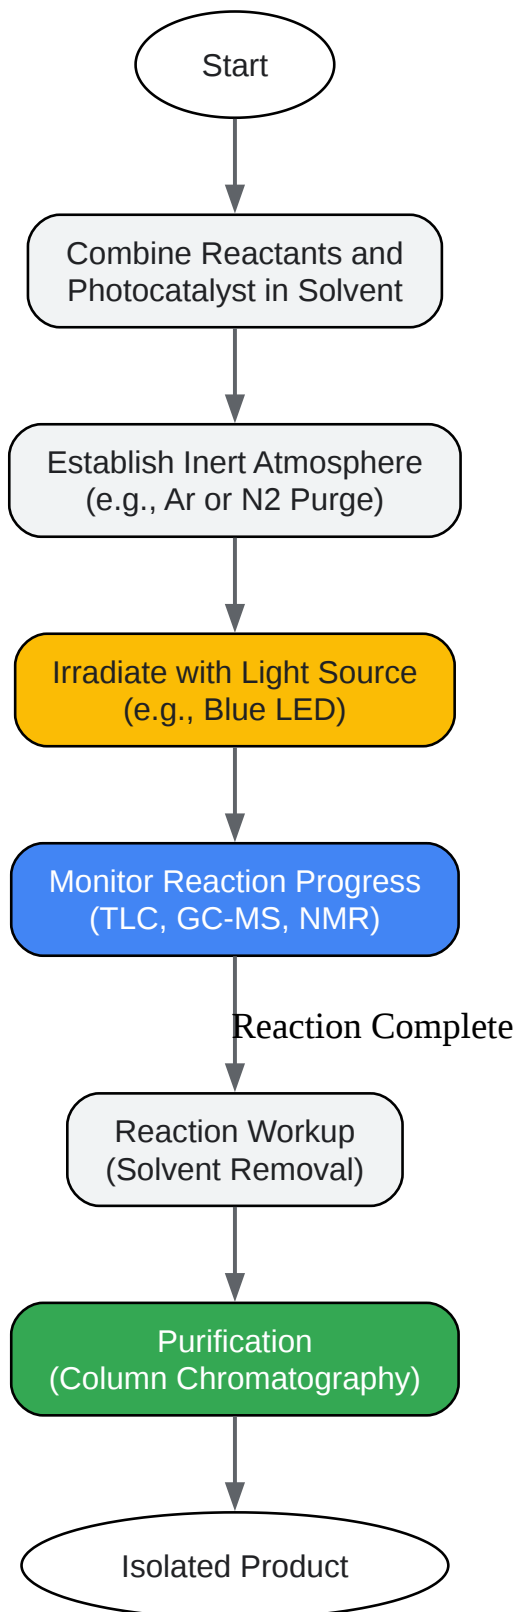 Start
Combine Reactants and
Photocatalyst in Solvent
Establish Inert Atmosphere
(e.g., Ar or N2 Purge)
Irradiate with Light Source
(e.g., Blue LED)
Monitor Reaction Progress
(TLC, GC-MS, NMR)
Reaction Complete
Reaction Workup
(Solvent Removal)
Purification
(Column Chromatography)
Isolated Product